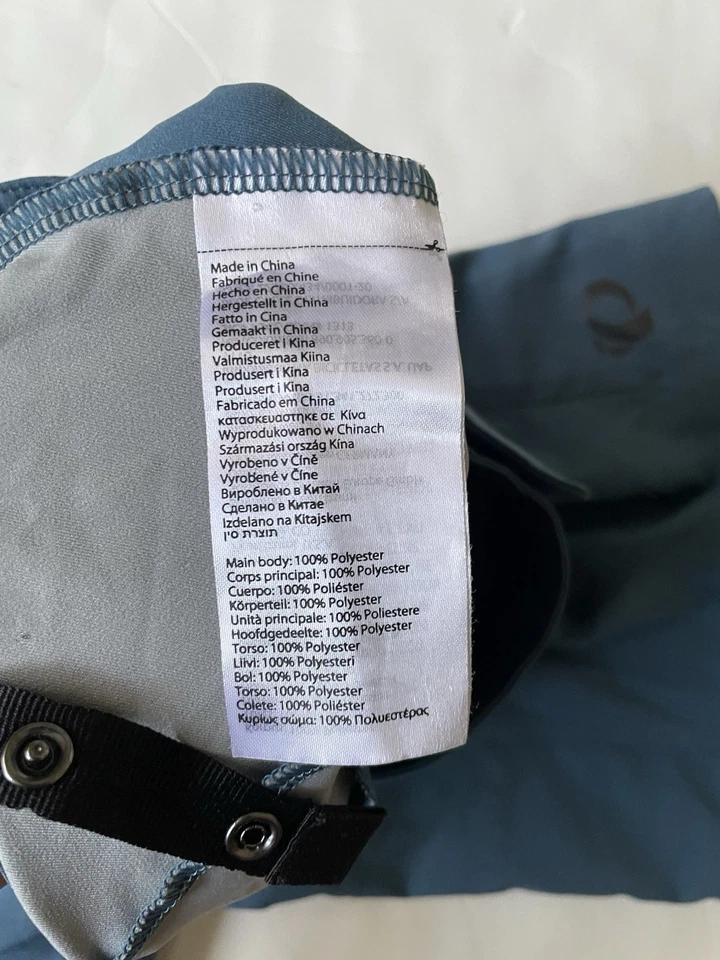 Made in China
Fabriqué en Chine
Hecho en China
Hergestellt in China
Fatto in Cina
Gemaakt in China
Produceret i Kina
Valmistusmaa Kiina
Produsert i Kina
Produsert i Kina
Fabricado em China
κατασκευαστηκε σε Κίνα
Wyprodukowano w Chinach
Származási ország Kína
Vyrobeno v Číně
Vyrobené v Číne
Вироблено в Китай
Сделано в Китае
Izdelano na Kitajskem
תוצרת סין
Main body: 100% Polyester
Corps principal: 100% Polyester
Cuerpo: 100% Poliéster
Körperteil: 100% Polyester
Unità principale: 100% Poliestere
Hoofdgedeelte: 100% Polyester
Torso: 100% Polyester
Liivi: 100% Polyesteri
Bol: 100% Polyester
Torso: 100% Polyester
Colete: 100% Poliéster
Κυρίως σώμα: 100% Πολυεστέρας